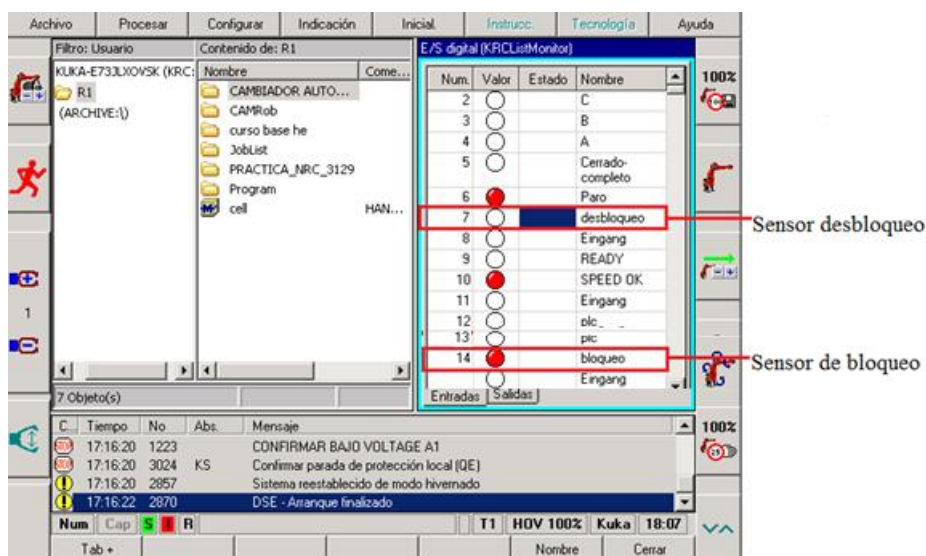 Archivo Procesar Configurar Indicación Inicial. Instrucc. Tecnología Ayuda
Filtro: Usuario
KUKA-E73JLXOVSK (KRC:
R1
(ARCHIVE:\)
Contenido de: R1
Nombre Come...
CAMBIADOR AUTO...
CAMRob
curso base he
JobList
PRACTICA_NRC_3129
Program
cell HAN...
7 Objeto(s)
E/S digital (KRCListMonitor)
Num. Valor Estado Nombre
2 C
3 B
4 A
5 Cerrado-
completo
6 Paro
7 desbloqueo
8 Eingang
9 READY
10 SPEED OK
11 Eingang
12 plc_ _
13 plc
14 bloqueo
Eingang
Entradas Salidas
Sensor desbloqueo
Sensor de bloqueo
100%
1
100%
C... Tiempo No Abs. Mensaje
STOP 17:16:20 1223 CONFIRMAR BAJO VOLTAGE A1
STOP 17:16:20 3024 KS Confirmar parada de protección local (QE)
17:16:20 2857 Sistema reestablecido de modo hivernado
17:16:22 2870 DSE - Arranque finalizado
Num Cap S I R T1 HOV 100% Kuka 18:07
Tab + Nombre Cerrar